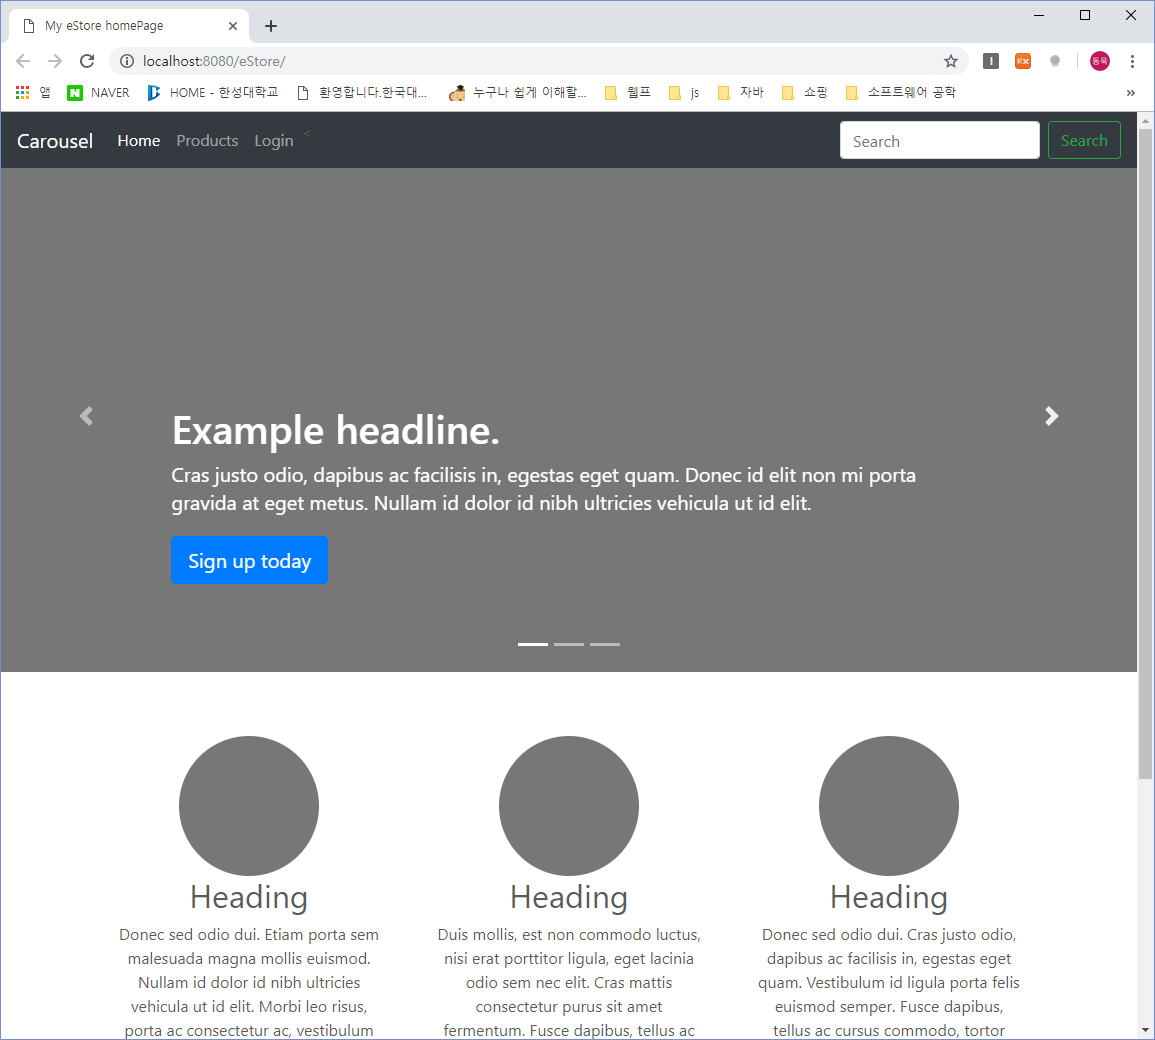 My eStore homePage
localhost:8080/eStore/
동욱
앱 NAVER HOME - 한성대학교 환영합니다.한국대... 누구나 쉽게 이해할... 웹프 js 자바 쇼핑 소프트웨어 공학 »
Carousel Home Products Login < Search Search
Example headline.
Cras justo odio, dapibus ac facilisis in, egestas eget quam. Donec id elit non mi porta
gravida at eget metus. Nullam id dolor id nibh ultricies vehicula ut id elit.
Sign up today
Heading
Donec sed odio dui. Etiam porta sem
malesuada magna mollis euismod.
Nullam id dolor id nibh ultricies
vehicula ut id elit. Morbi leo risus,
porta ac consectetur ac, vestibulum
Heading
Duis mollis, est non commodo luctus,
nisi erat porttitor ligula, eget lacinia
odio sem nec elit. Cras mattis
consectetur purus sit amet
fermentum. Fusce dapibus, tellus ac
Heading
Donec sed odio dui. Cras justo odio,
dapibus ac facilisis in, egestas eget
quam. Vestibulum id ligula porta felis
euismod semper. Fusce dapibus,
tellus ac cursus commodo, tortor